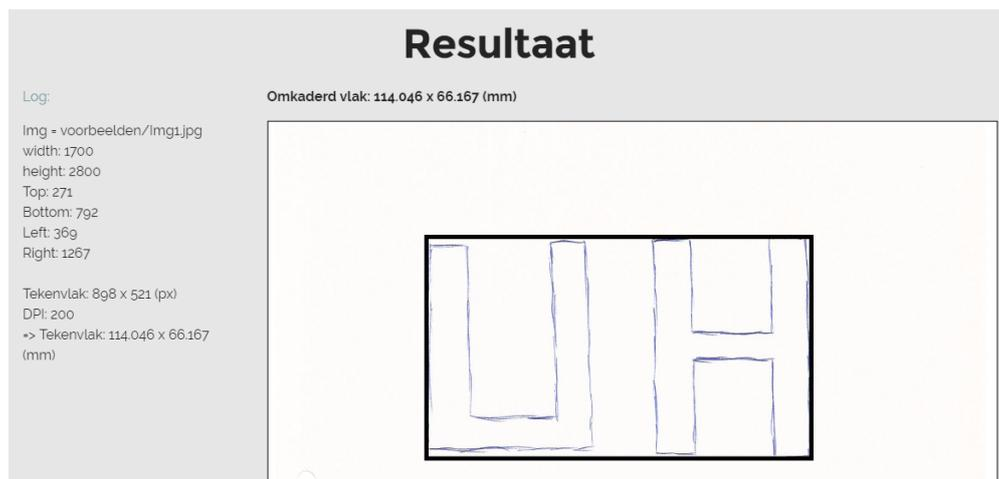 Resultaat
Log:
Img = voorbeelden/Img1.jpg
width: 1700
height: 2800
Top: 271
Bottom: 792
Left: 369
Right: 1267
Tekenvlak: 898 x 521 (px)
DPI: 200
=> Tekenvlak: 114.046 x 66.167
(mm)
Omkaderd vlak: 114.046 x 66.167 (mm)
UH